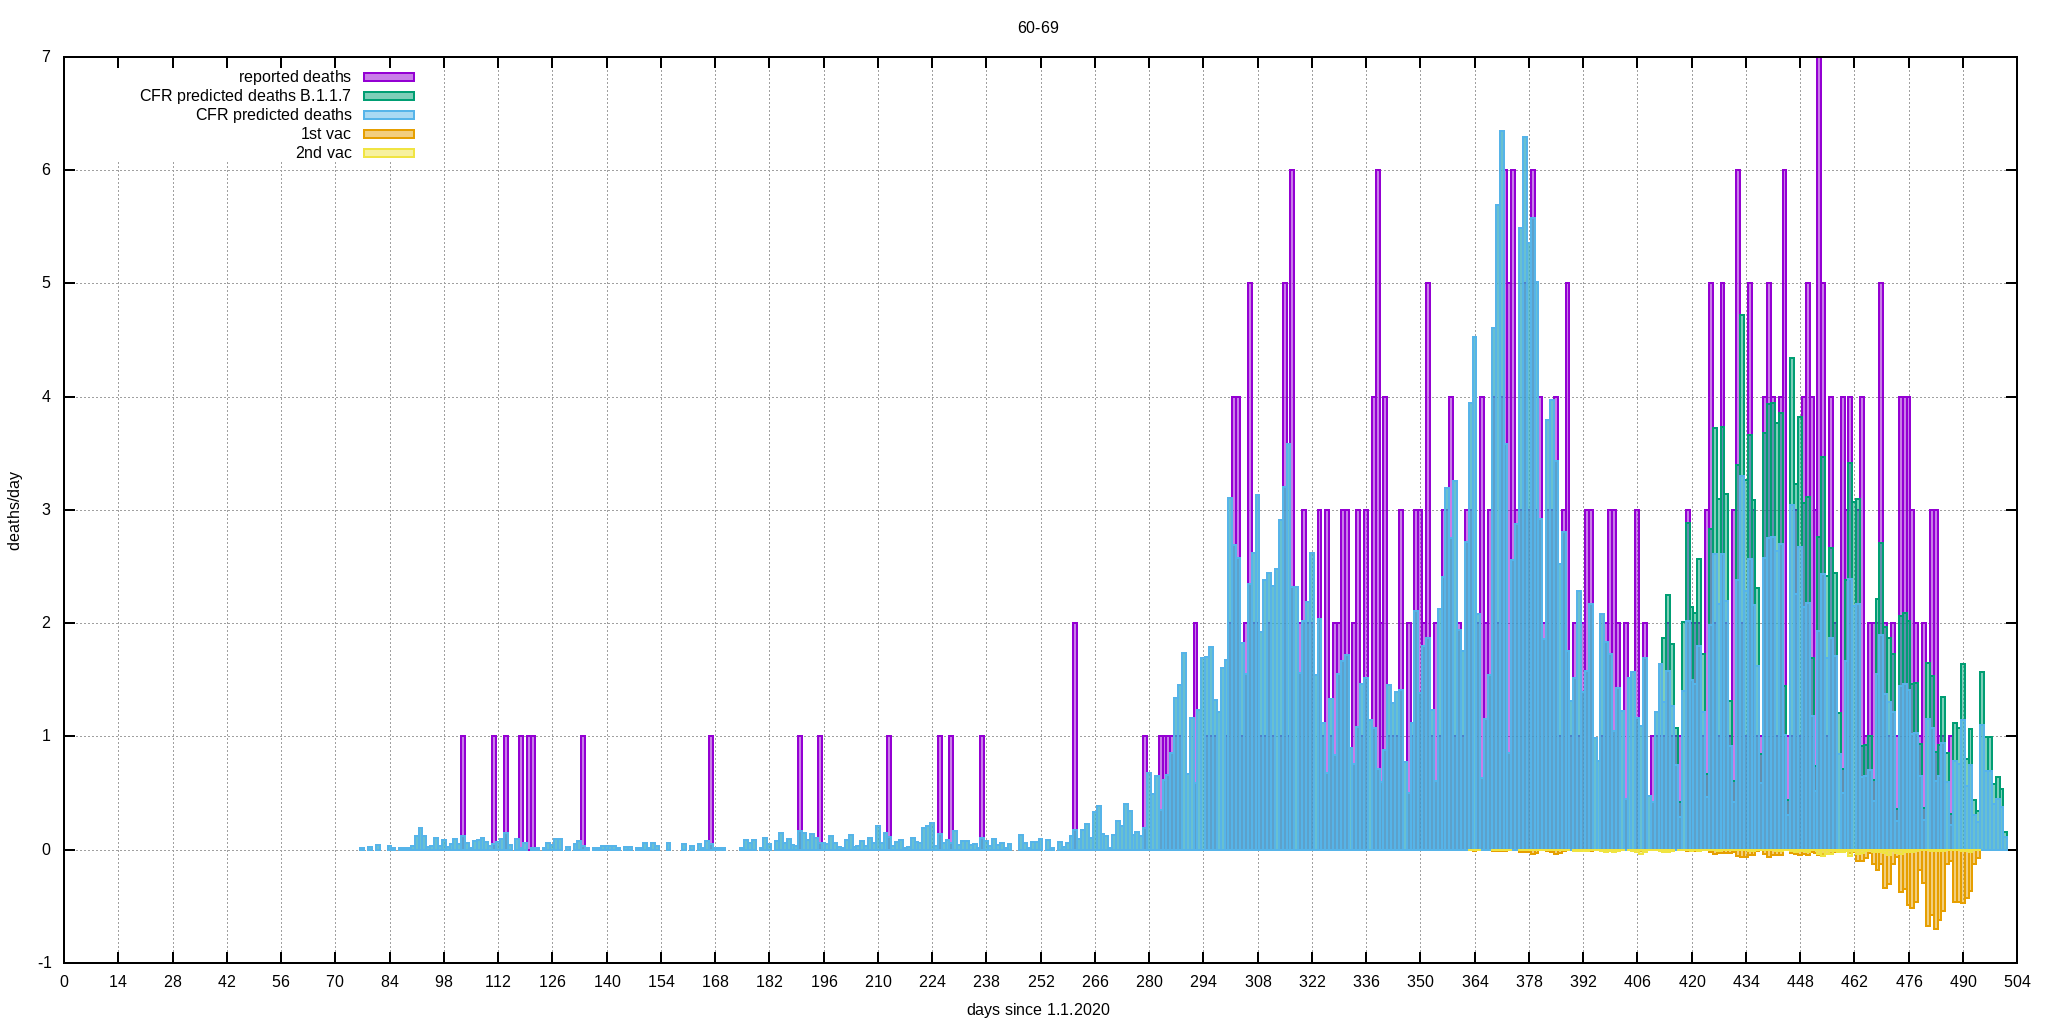 60-69
7
reported deaths
CFR predicted deaths B.1.1.7
CFR predicted deaths
1st vac
2nd vac
6
5
4
3
2
1
0
-1
deaths/day
0 14 28 42 56 70 84 98 112 126 140 154 168 182 196 210 224 238 252 266 280 294 308 322 336 350 364 378 392 406 420 434 448 462 476 490 504
days since 1.1.2020